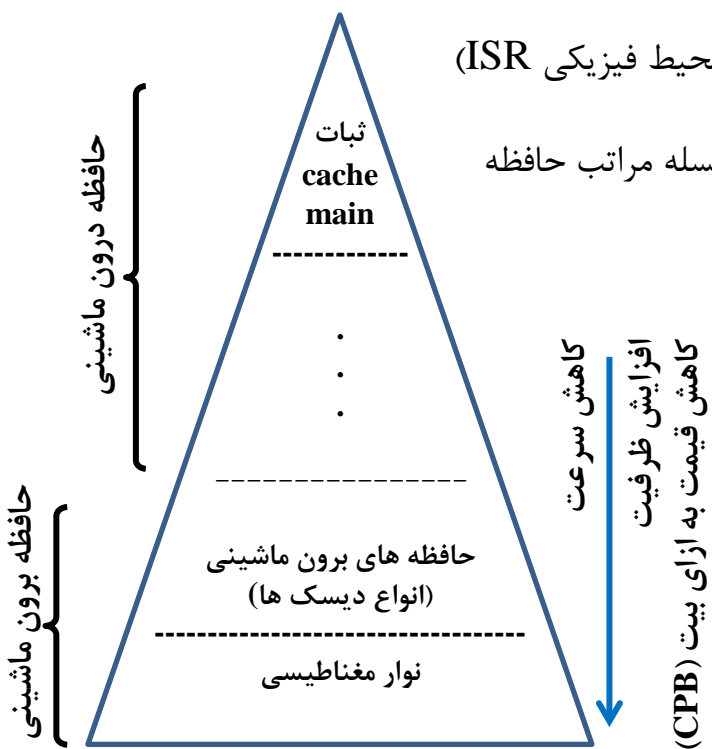 محیط فیزیکی ISR)
سله مراتب حافظه
ثبات
cache
main
.
.
.
حافظه های برون ماشینی
(انواع دیسک ها)
نوار مغناطیسی
حافظه درون ماشینی
حافظه برون ماشینی
کاهش سرعت
افزایش ظرفیت
کاهش قیمت به ازای بیت (CPB)